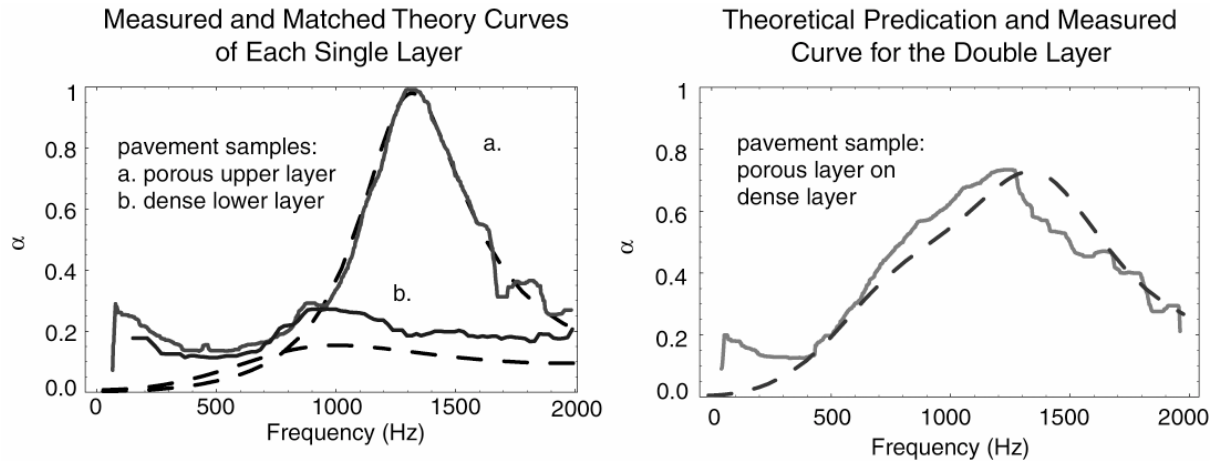 Measured and Matched Theory Curves
of Each Single Layer
1
0.8
0.6
0.4
0.2
0.0
α
pavement samples:
a. porous upper layer
b. dense lower layer
a.
b.
0 500 1000 1500 2000
Frequency (Hz)
Theoretical Predication and Measured
Curve for the Double Layer
1
0.8
0.6
0.4
0.2
0.0
α
pavement sample:
porous layer on
dense layer
0 500 1000 1500 2000
Frequency (Hz)